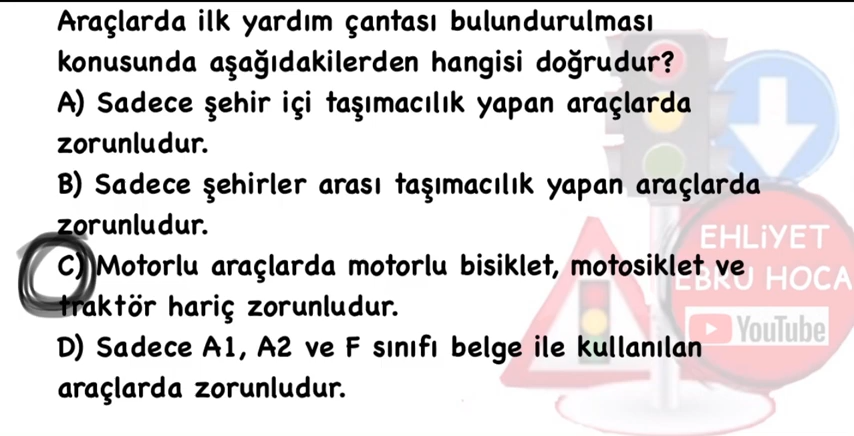 Araçlarda ilk yardım çantası bulundurulması
konusunda aşağıdakilerden hangisi doğrudur?
A) Sadece şehir içi taşımacılık yapan araçlarda
zorunludur.
B) Sadece şehirler arası taşımacılık yapan araçlarda
zorunludur.
C) Motorlu araçlarda motorlu bisiklet, motosiklet ve
traktör hariç zorunludur.
D) Sadece A1, A2 ve F sınıfı belge ile kullanılan
araçlarda zorunludur.
EHLİYET
EBRU HOCA
YouTube